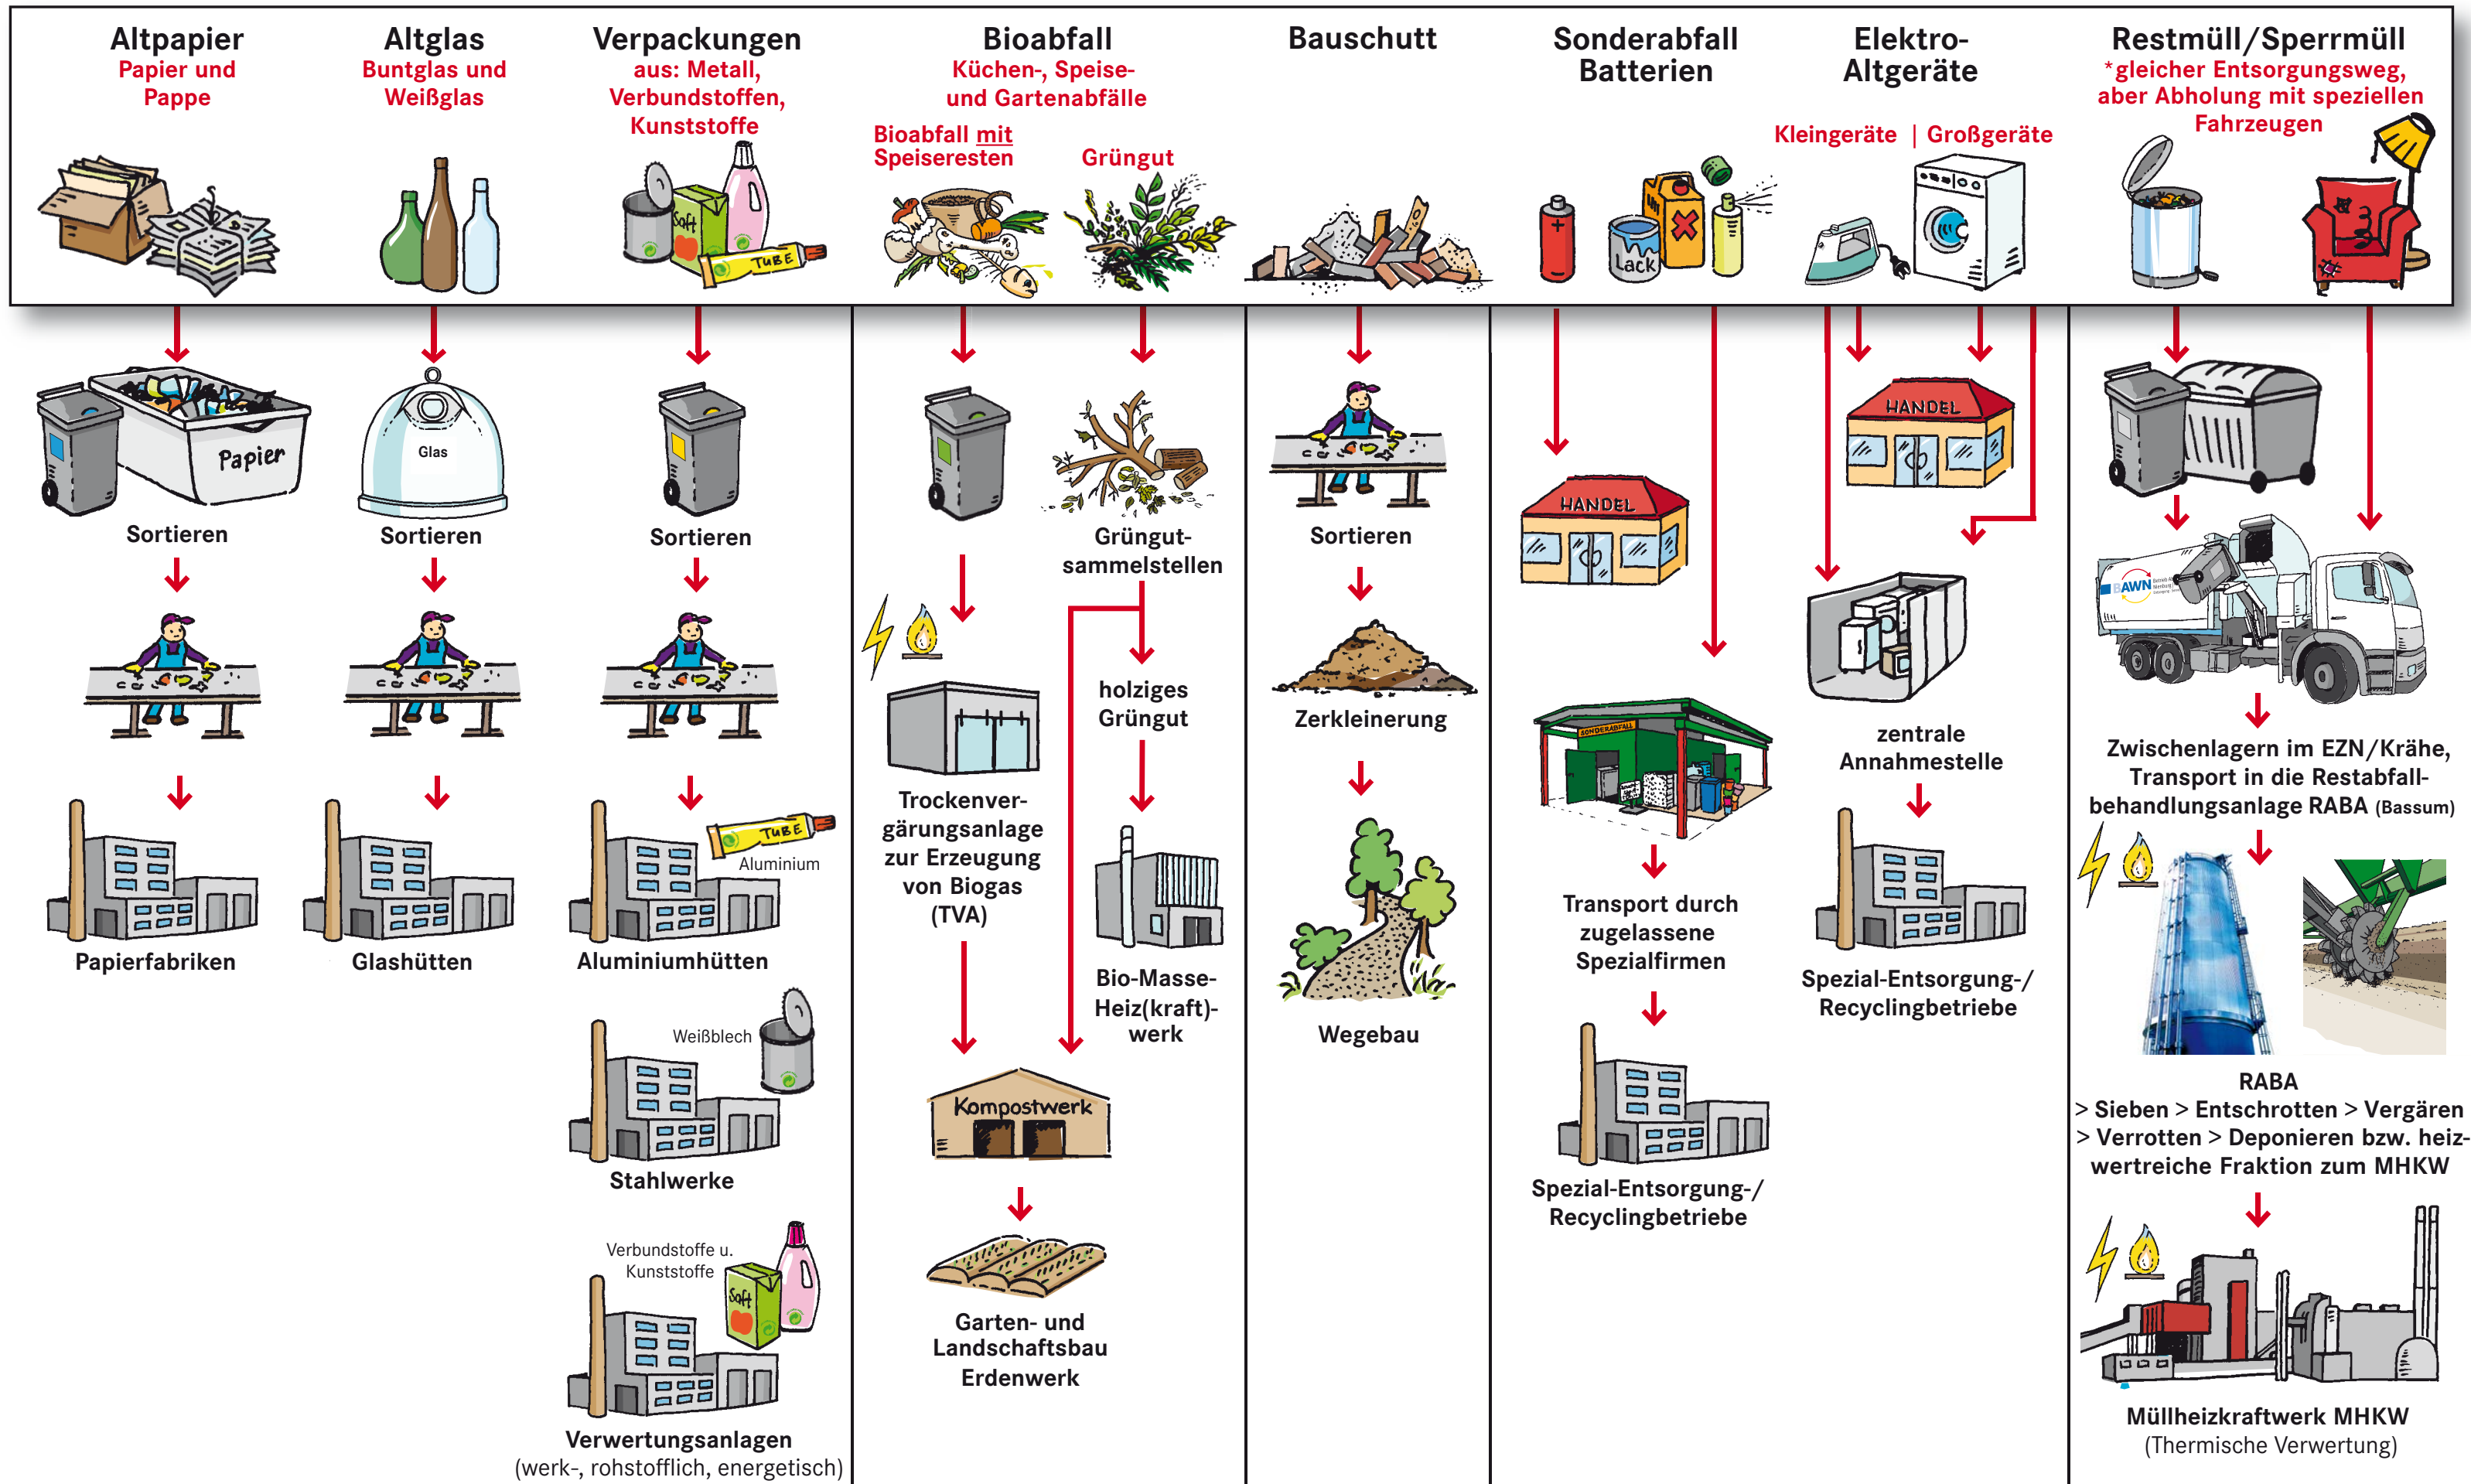 Altpapier
Papier und
Pappe
Altglas
Buntglas und
Weißglas
Verpackungen
aus: Metall,
Verbundstoffen,
Kunststoffe
Saft
TUBE
Bioabfall
Küchen-, Speise-
und Gartenabfälle
Bioabfall mit
Speiseresten
Grüngut
Bauschutt
Sonderabfall
Batterien
Lack
Elektro-
Altgeräte
Kleingeräte | Großgeräte
Restmüll/Sperrmüll
*gleicher Entsorgungsweg,
aber Abholung mit speziellen
Fahrzeugen
Papier
Sortieren
Papierfabriken
Glas
Sortieren
Glashütten
Sortieren
TUBE
Aluminium
Aluminiumhütten
Weißblech
Stahlwerke
Verbundstoffe u.
Kunststoffe
Saft
Verwertungsanlagen
(werk-, rohstofflich, energetisch)
Trockenver-
gärungsanlage
zur Erzeugung
von Biogas
(TVA)
Grüngut-
sammelstellen
holziges
Grüngut
Bio-Masse-
Heiz(kraft)-
werk
Kompostwerk
Garten- und
Landschaftsbau
Erdenwerk
Sortieren
Zerkleinerung
Wegebau
HANDEL
SONDERABFALL
Transport durch
zugelassene
Spezialfirmen
Spezial-Entsorgung-/
Recyclingbetriebe
HANDEL
zentrale
Annahmestelle
Spezial-Entsorgung-/
Recyclingbetriebe
BAWN
Zwischenlagern im EZN/Krähe,
Transport in die Restabfall-
behandlungsanlage RABA (Bassum)
RABA
> Sieben > Entschrotten > Vergären
> Verrotten > Deponieren bzw. heiz-
wertreiche Fraktion zum MHKW
Müllheizkraftwerk MHKW
(Thermische Verwertung)